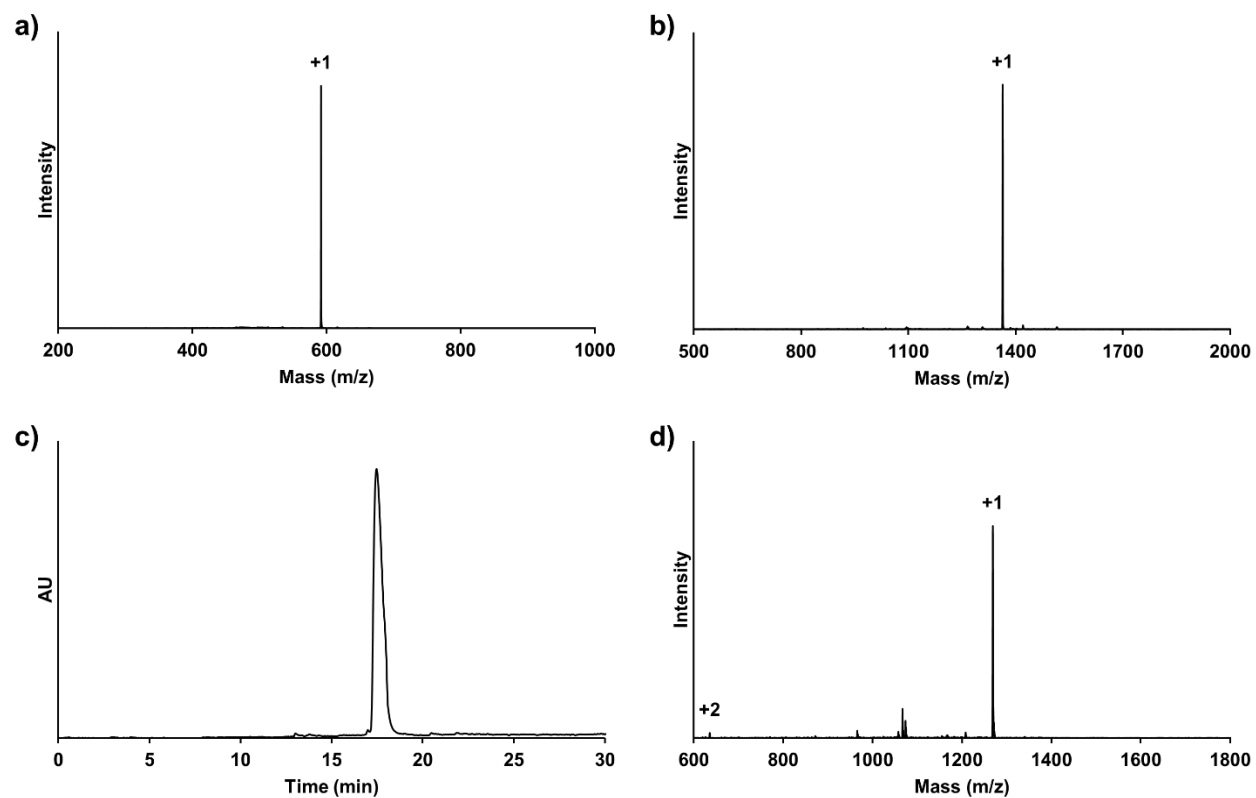 a)
+1
Intensity
200 400 600 800 1000
Mass (m/z)
b)
+1
Intensity
500 800 1100 1400 1700 2000
Mass (m/z)
c)
AU
0 5 10 15 20 25 30
Time (min)
d)
+1
+2
Intensity
600 800 1000 1200 1400 1600 1800
Mass (m/z)